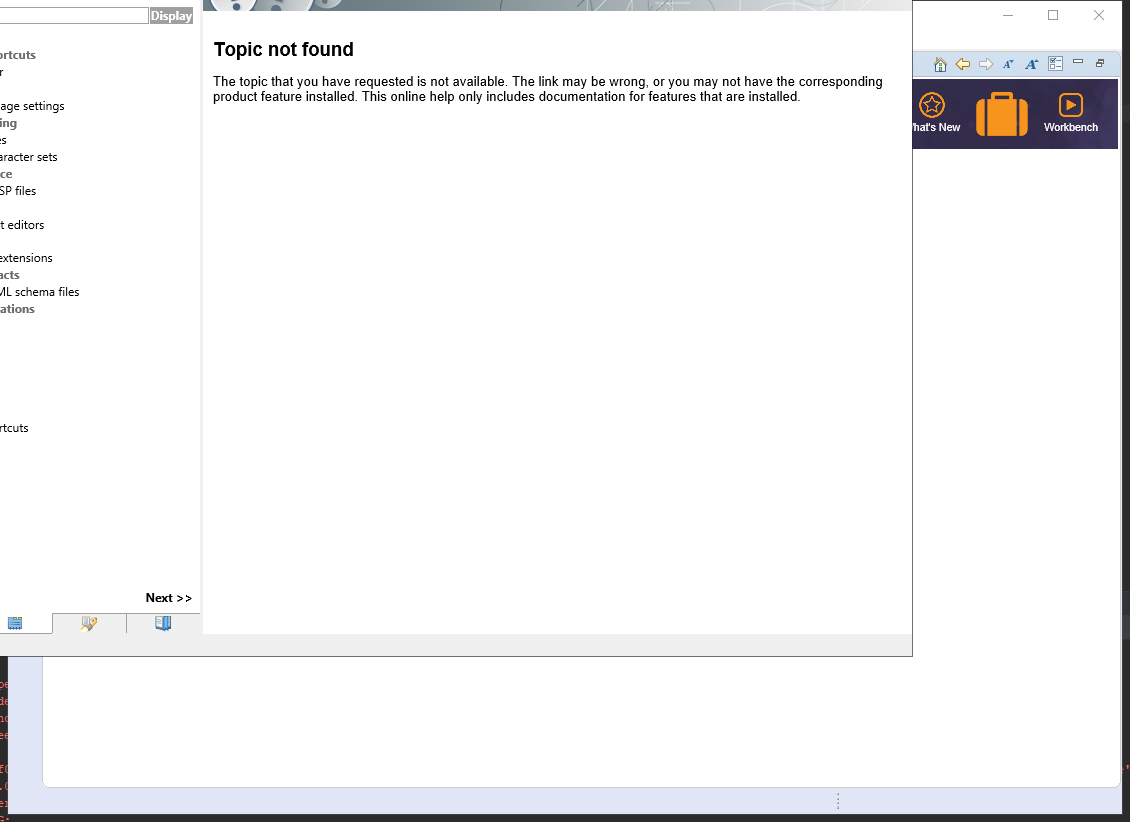 Display
Topic not found
The topic that you have requested is not available. The link may be wrong, or you may not have the corresponding
product feature installed. This online help only includes documentation for features that are installed.
ortcuts
r
age settings
ing
es
aracter sets
ce
SP files
t editors
extensions
acts
ML schema files
ations
rtcuts
Next >>
hat's New
Workbench